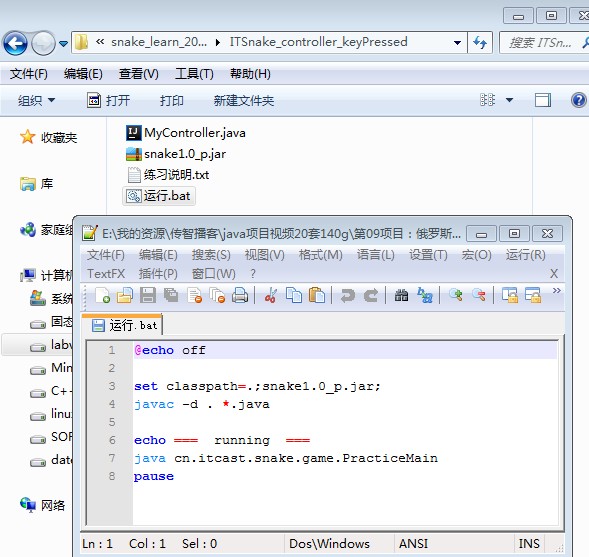 « snake_learn_20... ▸ ITSnake_controller_keyPressed
搜索 ITSn...
文件(F) 编辑(E) 查看(V) 工具(T) 帮助(H)
组织 打开 打印 新建文件夹
收藏夹
库
家庭组
计算机
系统
固态
labv
Min
C++
linu
SOF
date
网络
MyController.java
snake1.0_p.jar
练习说明.txt
运行.bat
E:\我的资源\传智播客\java项目视频20套140g\第09项目：俄罗斯...
文件(F) 编辑(E) 搜索(S) 视图(V) 格式(M) 语言(L) 设置(T) 宏(O) 运行(R)
TextFX 插件(P) 窗口(W) ? X
运行.bat
1 @echo off
2
3 set classpath=.;snake1.0_p.jar;
4 javac -d . *.java
5
6 echo === running ===
7 java cn.itcast.snake.game.PracticeMain
8 pause
Ln : 1 Col : 1 Sel : 0 Dos\Windows ANSI INS